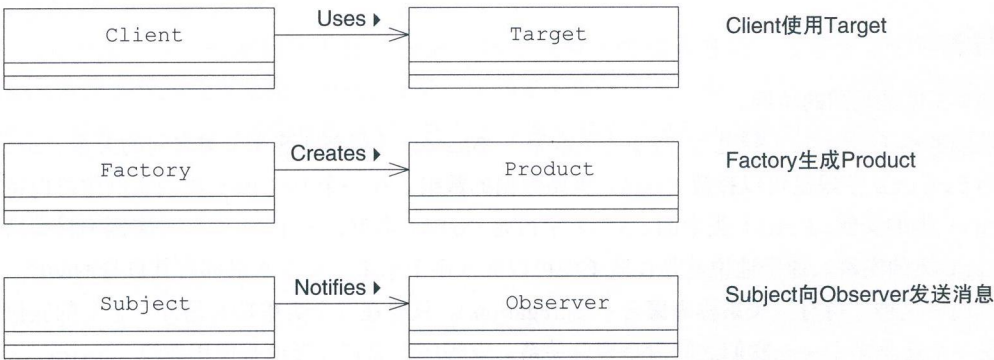 Client
Uses ▶
Target
Client使用Target
Factory
Creates ▶
Product
Factory生成Product
Subject
Notifies ▶
Observer
Subject向Observer发送消息